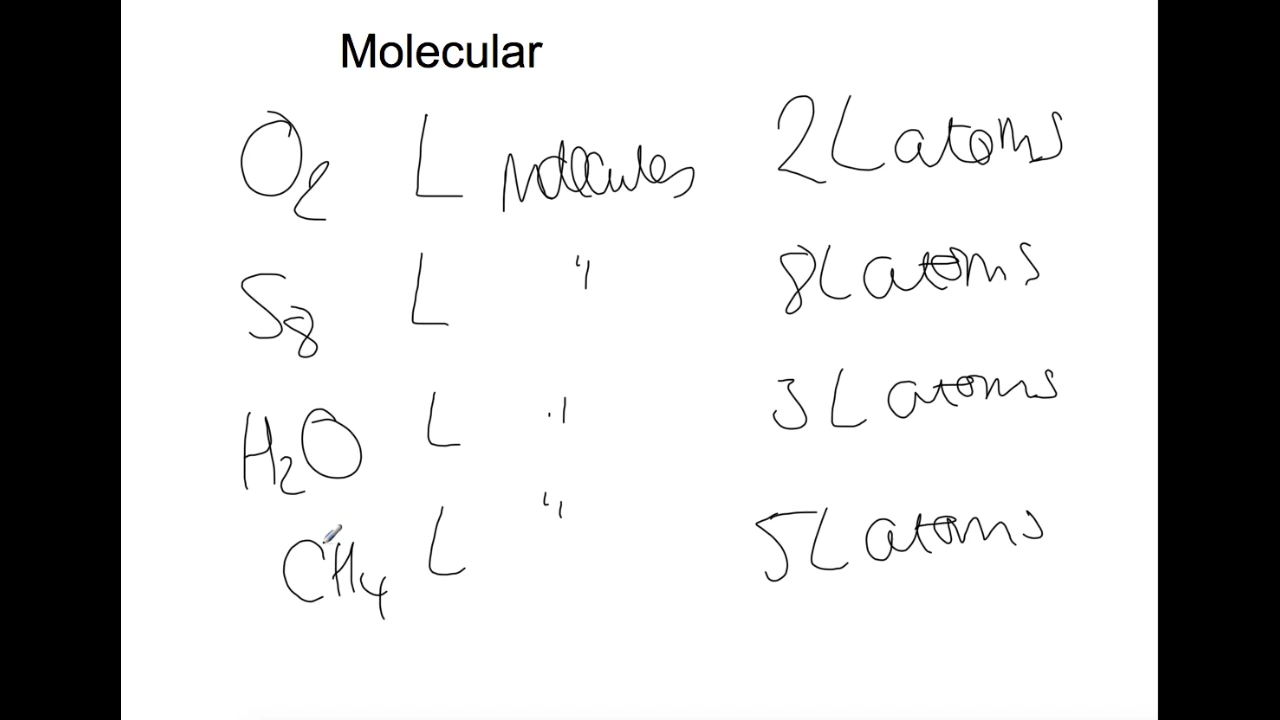 Molecular
O2 L molecules 2L atoms
S8 L " 8L atoms
H2O L " 3L atoms
CH4 L " 5L atoms